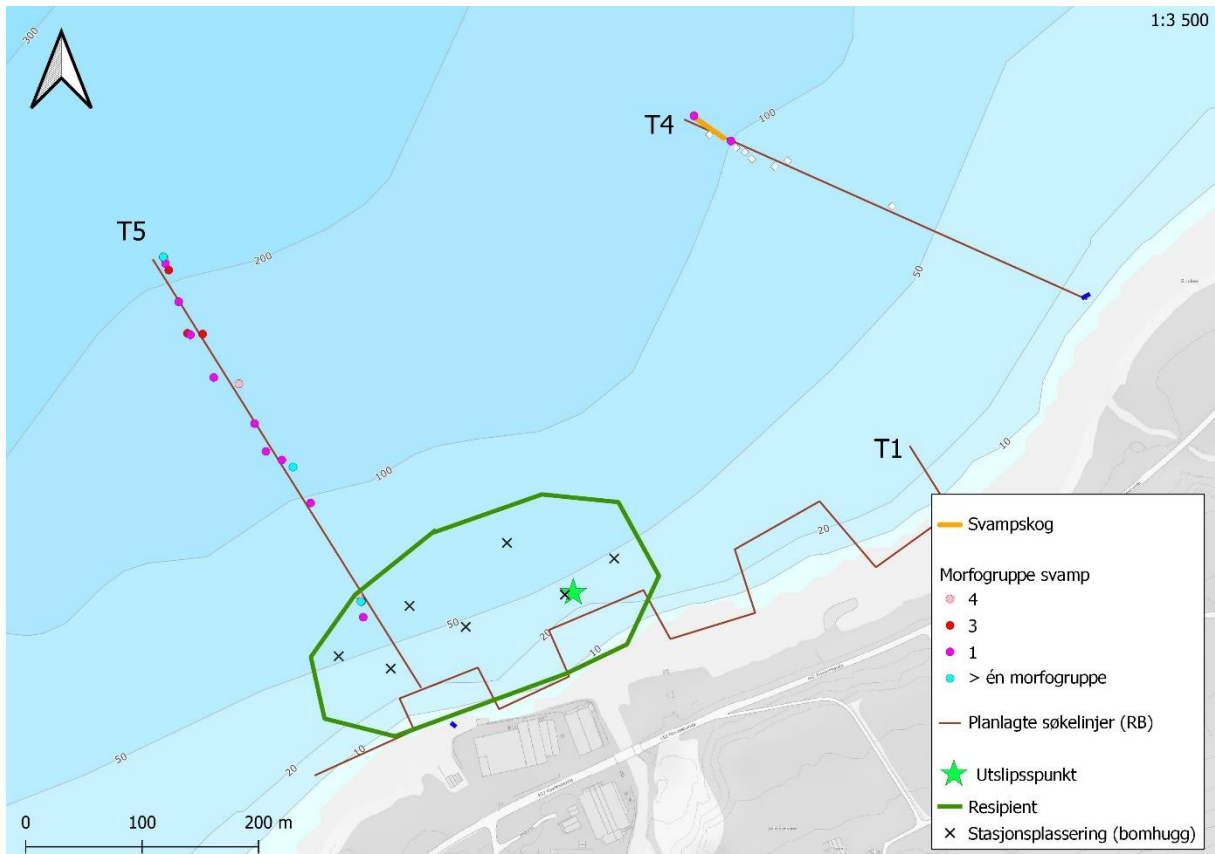 1:3 500
300
T4
100
T5
200
50
T1
10
100
20
50
20
10
50
20
10
Svampskog
Morfogruppe svamp
4
3
1
> én morfogruppe
Planlagte søkelinjer (RB)
Utslipsspunkt
Resipient
Stasjonsplassering (bomhugg)
0 100 200 m